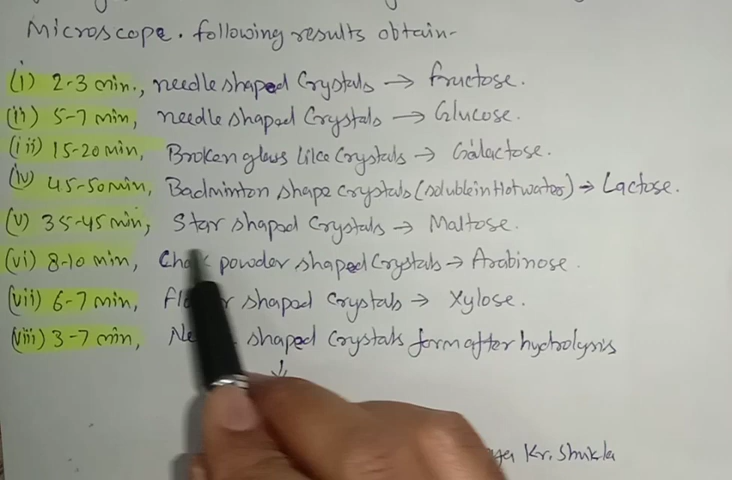 Microscope. following results obtain-
(i) 2-3 min., needle shaped Crystals → fructose.
(ii) 5-7 min, needle shaped Crystals → Glucose.
(iii) 15-20 min, Broken glass like Crystals → Galactose.
(iv) 45-50 min, Badminton shape crystals (soluble in Hot water) → Lactose.
(v) 35-45 min, Star shaped Crystals → Maltose.
(vi) 8-10 min, powder shaped Crystals → Arabinose.
(vii) 6-7 min, shaped Crystals → Xylose.
(viii) 3-7 min, shaped Crystals form after hydrolysis
↓
Kr. Shukla